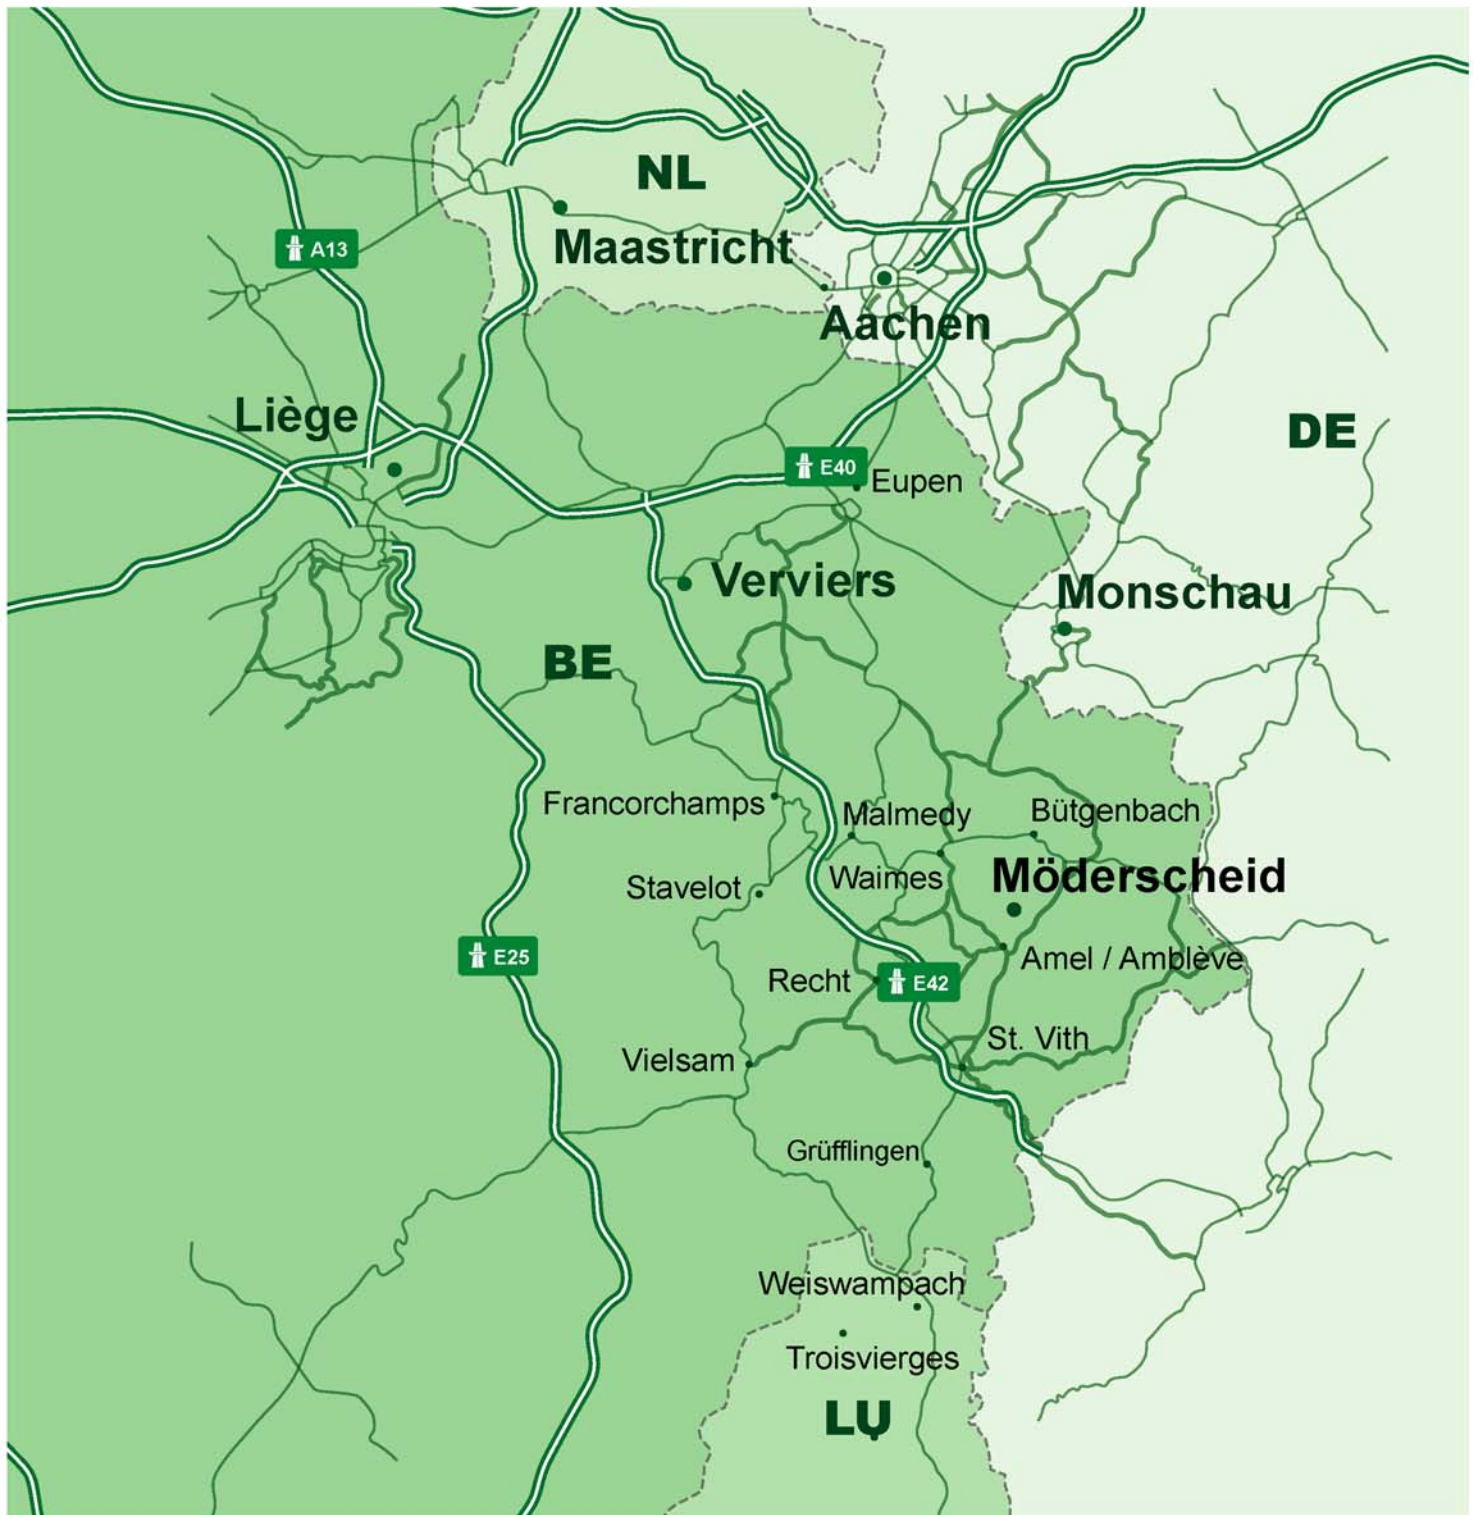 NL
Maastricht
A13
Aachen
Liège
DE
E40
Eupen
Verviers
Monschau
BE
Francorchamps
Malmedy
Bütgenbach
Waimes
Möderscheid
Stavelot
E25
Amel / Amblève
Recht
E42
St. Vith
Vielsam
Grüfflingen
Weiswampach
Troisvierges
LU